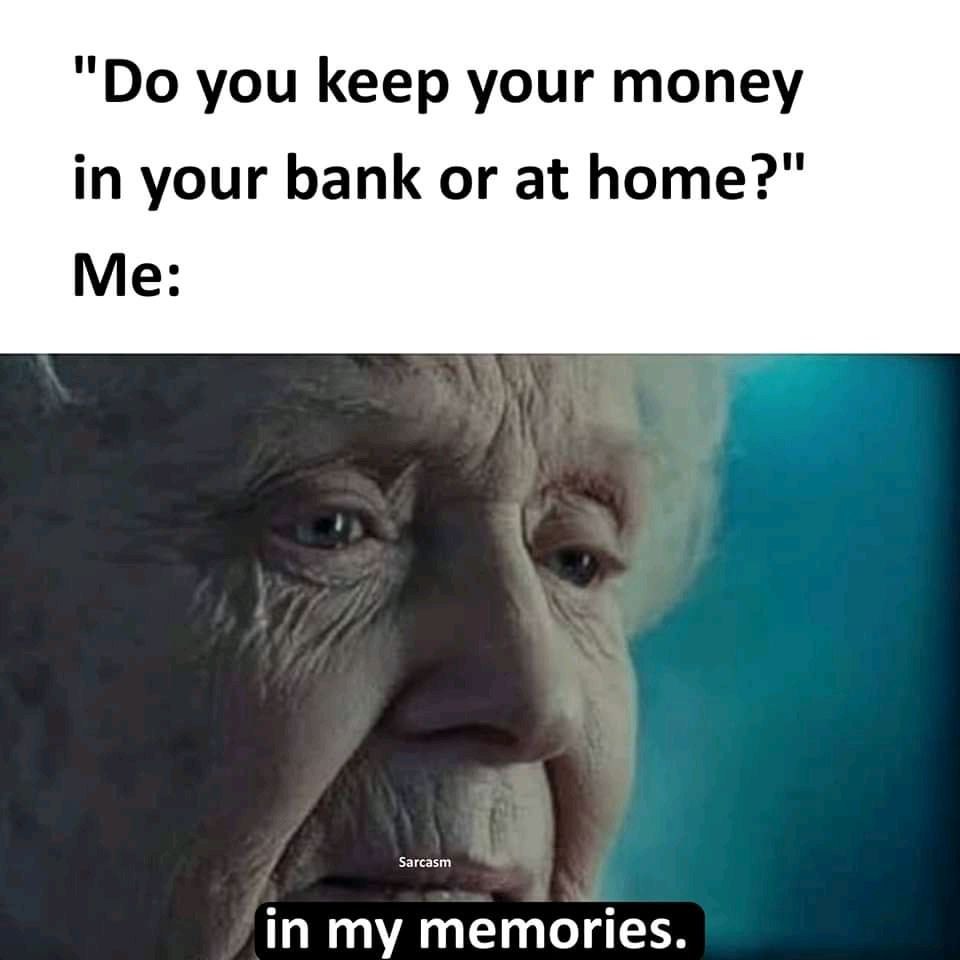 "Do you keep your money
in your bank or at home?"
Me:
Sarcasm
in my memories.